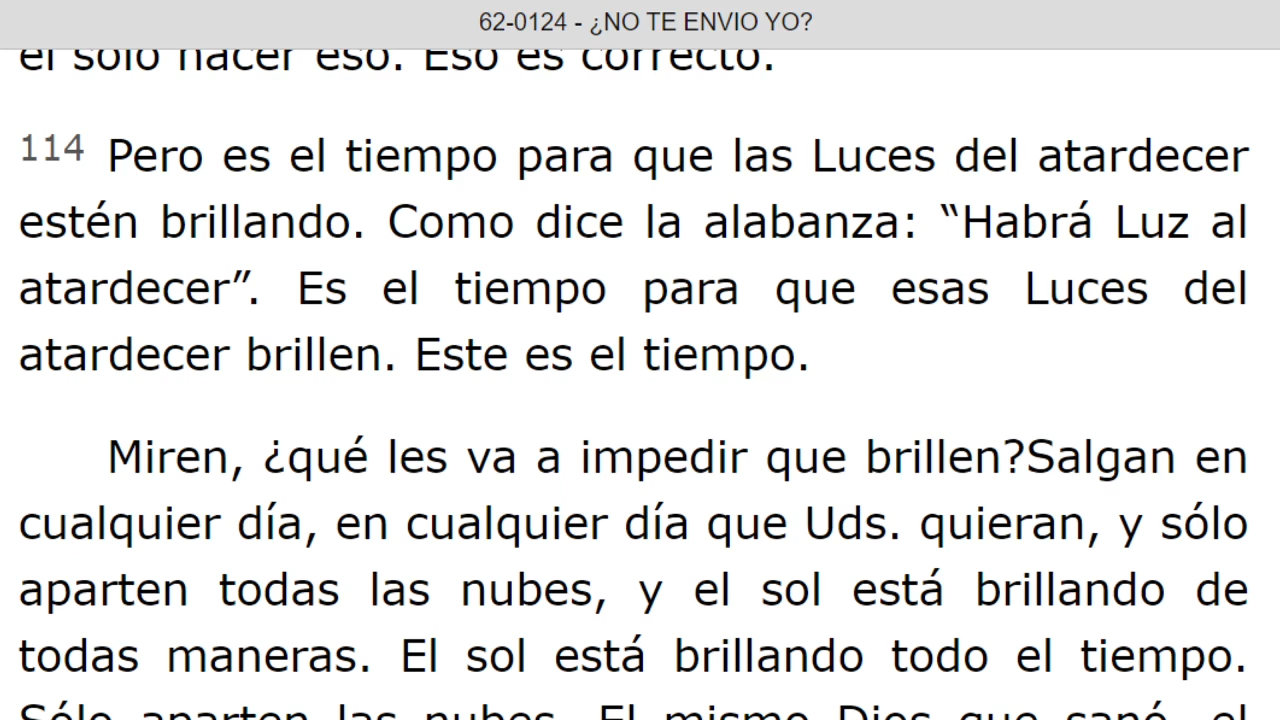 62-0124 - ¿NO TE ENVIO YO?
él sólo hacer eso. Eso es correcto.
114 Pero es el tiempo para que las Luces del atardecer
estén brillando. Como dice la alabanza: “Habrá Luz al
atardecer”. Es el tiempo para que esas Luces del
atardecer brillen. Este es el tiempo.
Miren, ¿qué les va a impedir que brillen?Salgan en
cualquier día, en cualquier día que Uds. quieran, y sólo
aparten todas las nubes, y el sol está brillando de
todas maneras. El sol está brillando todo el tiempo.
Sólo aparten las nubes. El mismo Dios que sanó, el